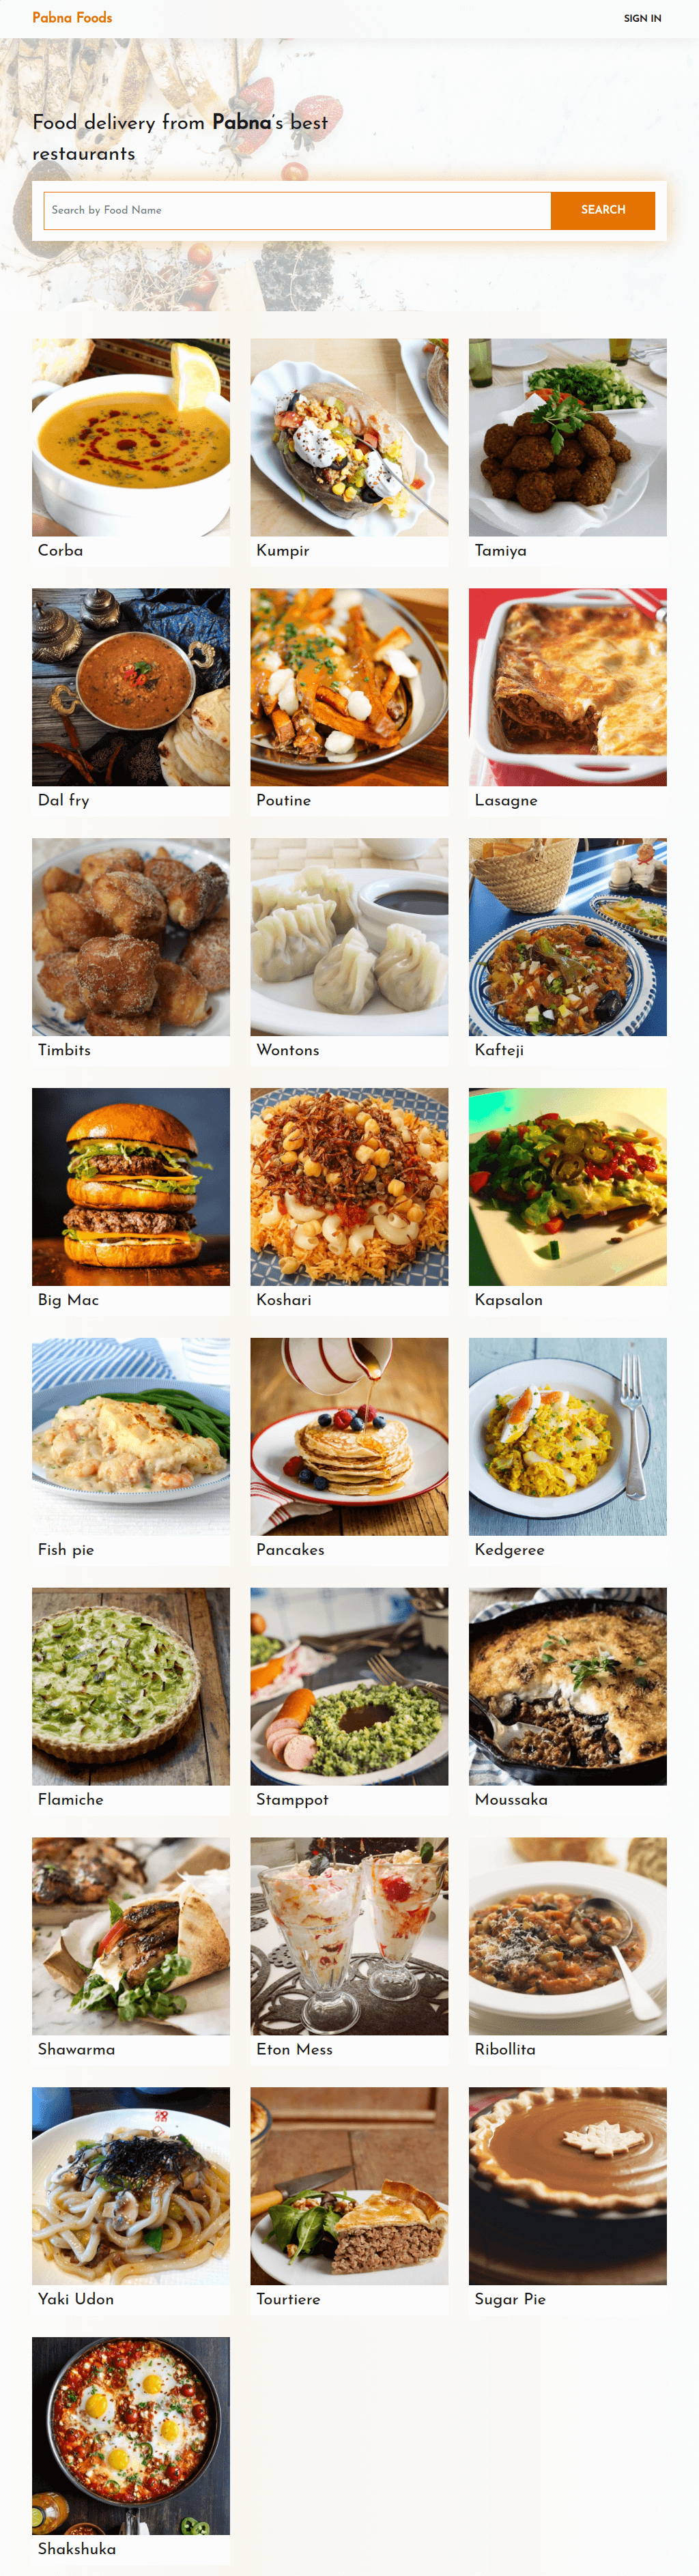 Pabna Foods
SIGN IN
Food delivery from Pabna's best
restaurants
Search by Food Name
SEARCH
Corba
Kumpir
Tamiya
Dal fry
Poutine
Lasagne
Timbits
Wontons
Kafteji
Big Mac
Koshari
Kapsalon
Fish pie
Pancakes
Kedgeree
Flamiche
Stamppot
Moussaka
Shawarma
Eton Mess
Ribollita
Yaki Udon
Tourtiere
Sugar Pie
Shakshuka